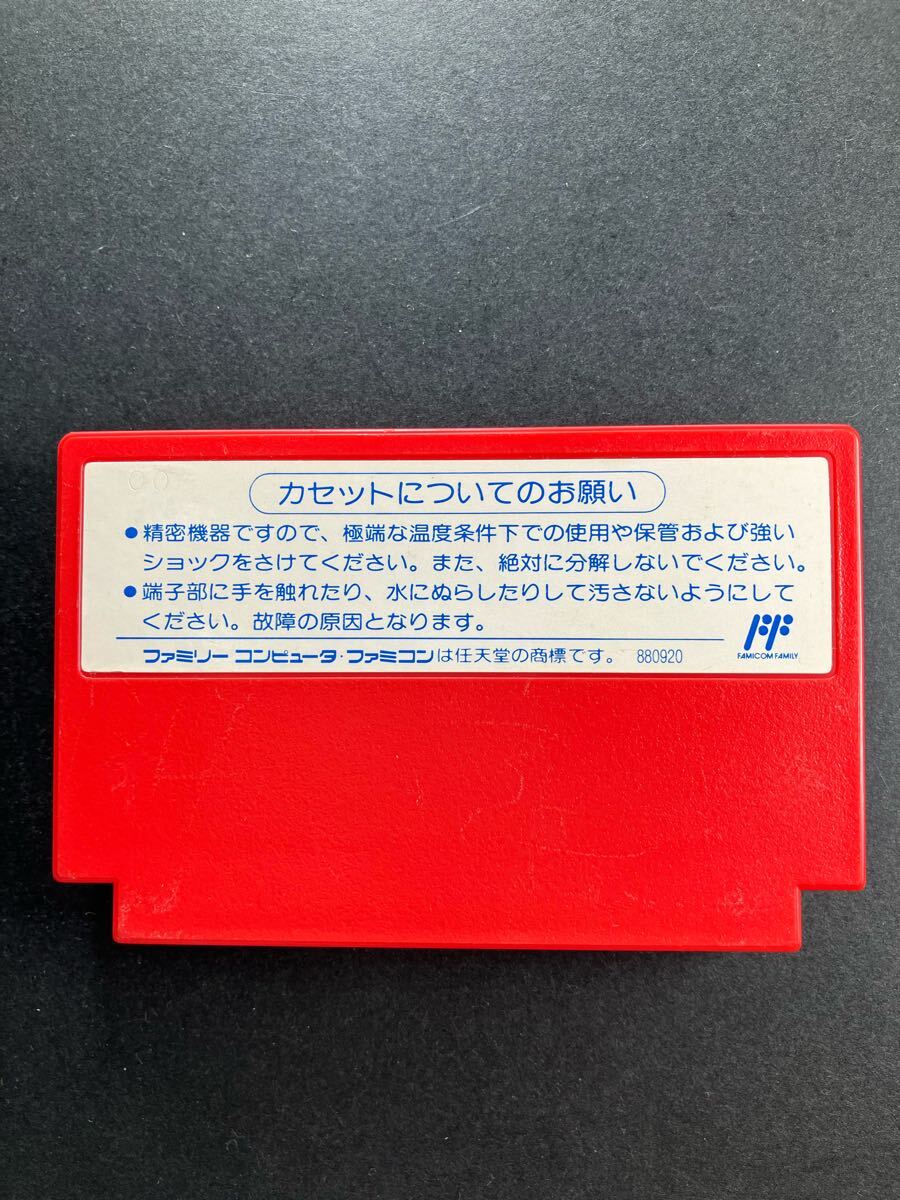 カセットについてのお願い
●精密機器ですので、極端な温度条件下での使用や保管および強い
ショックをさけてください。また、絶対に分解しないでください。
●端子部に手を触れたり、水にぬらしたりして汚さないようにして
ください。故障の原因となります。
FAMICOM FAMILY
ファミリー コンピュータ・ファミコンは任天堂の商標です。 880920